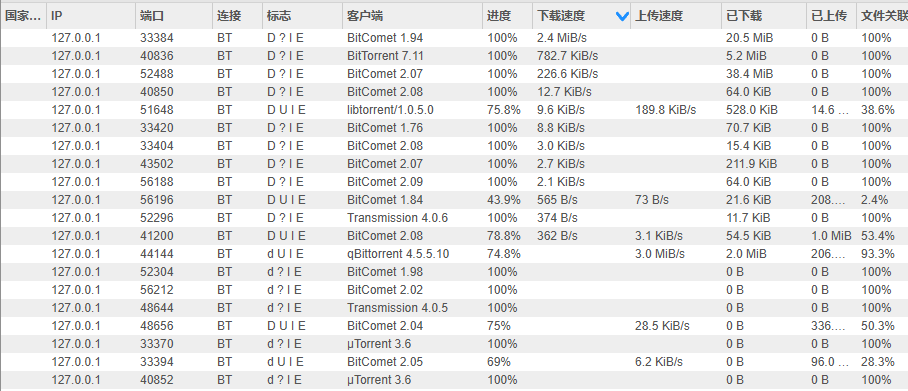 国家... IP 端口 连接 标志 客户端 进度 下载速度 上传速度 已下载 已上传 文件关联
127.0.0.1 33384 BT D ? I E BitComet 1.94 100% 2.4 MiB/s 20.5 MiB 0 B 100%
127.0.0.1 40836 BT D ? I E BitTorrent 7.11 100% 782.7 KiB/s 5.2 MiB 0 B 100%
127.0.0.1 52488 BT D ? I E BitComet 2.07 100% 226.6 KiB/s 38.4 MiB 0 B 100%
127.0.0.1 40850 BT D ? I E BitComet 2.08 100% 12.7 KiB/s 64.0 KiB 0 B 100%
127.0.0.1 51648 BT D U I E libtorrent/1.0.5.0 75.8% 9.6 KiB/s 189.8 KiB/s 528.0 KiB 14.6 ... 38.6%
127.0.0.1 33420 BT D ? I E BitComet 1.76 100% 8.8 KiB/s 70.7 KiB 0 B 100%
127.0.0.1 33404 BT D ? I E BitComet 2.08 100% 3.0 KiB/s 15.4 KiB 0 B 100%
127.0.0.1 43502 BT D ? I E BitComet 2.07 100% 2.7 KiB/s 211.9 KiB 0 B 100%
127.0.0.1 56188 BT D ? I E BitComet 2.09 100% 2.1 KiB/s 64.0 KiB 0 B 100%
127.0.0.1 56196 BT D U I E BitComet 1.84 43.9% 565 B/s 73 B/s 21.6 KiB 208.... 2.4%
127.0.0.1 52296 BT D ? I E Transmission 4.0.6 100% 374 B/s 11.7 KiB 0 B 100%
127.0.0.1 41200 BT D U I E BitComet 2.08 78.8% 362 B/s 3.1 KiB/s 54.5 KiB 1.0 MiB 53.4%
127.0.0.1 44144 BT d U I E qBittorrent 4.5.5.10 74.8% 3.0 MiB/s 2.0 MiB 206.... 93.3%
127.0.0.1 52304 BT d ? I E BitComet 1.98 100% 0 B 0 B 100%
127.0.0.1 56212 BT d ? I E BitComet 2.02 100% 0 B 0 B 100%
127.0.0.1 48644 BT d ? I E Transmission 4.0.5 100% 0 B 0 B 100%
127.0.0.1 48656 BT D U I E BitComet 2.04 75% 28.5 KiB/s 0 B 336.... 50.3%
127.0.0.1 33370 BT d ? I E µTorrent 3.6 100% 0 B 0 B 100%
127.0.0.1 33394 BT d U I E BitComet 2.05 69% 6.2 KiB/s 0 B 96.0 ... 28.3%
127.0.0.1 40852 BT d ? I E µTorrent 3.6 100% 0 B 0 B 100%